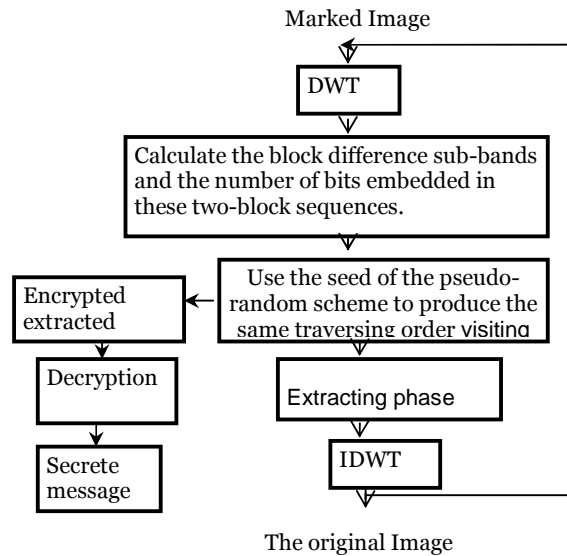 Marked Image
DWT
Calculate the block difference sub-bands
and the number of bits embedded in
these two-block sequences.
Use the seed of the pseudo-
random scheme to produce the
same traversing order visiting
Encrypted
extracted
Decryption
Extracting phase
Secrete
message
IDWT
The original Image